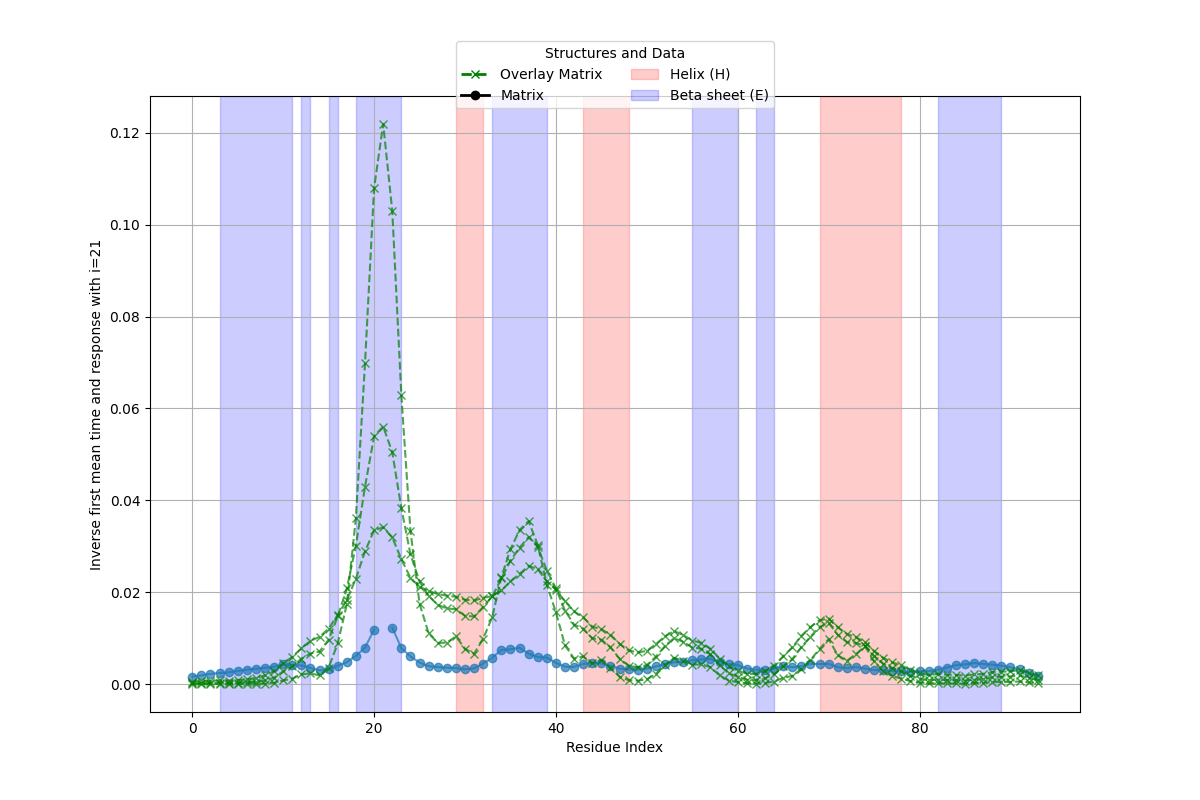 Structures and Data
Overlay Matrix
Matrix
Helix (H)
Beta sheet (E)
0.12
0.10
0.08
0.06
0.04
0.02
0.00
Inverse first mean time and response with i=21
0 20 40 60 80
Residue Index